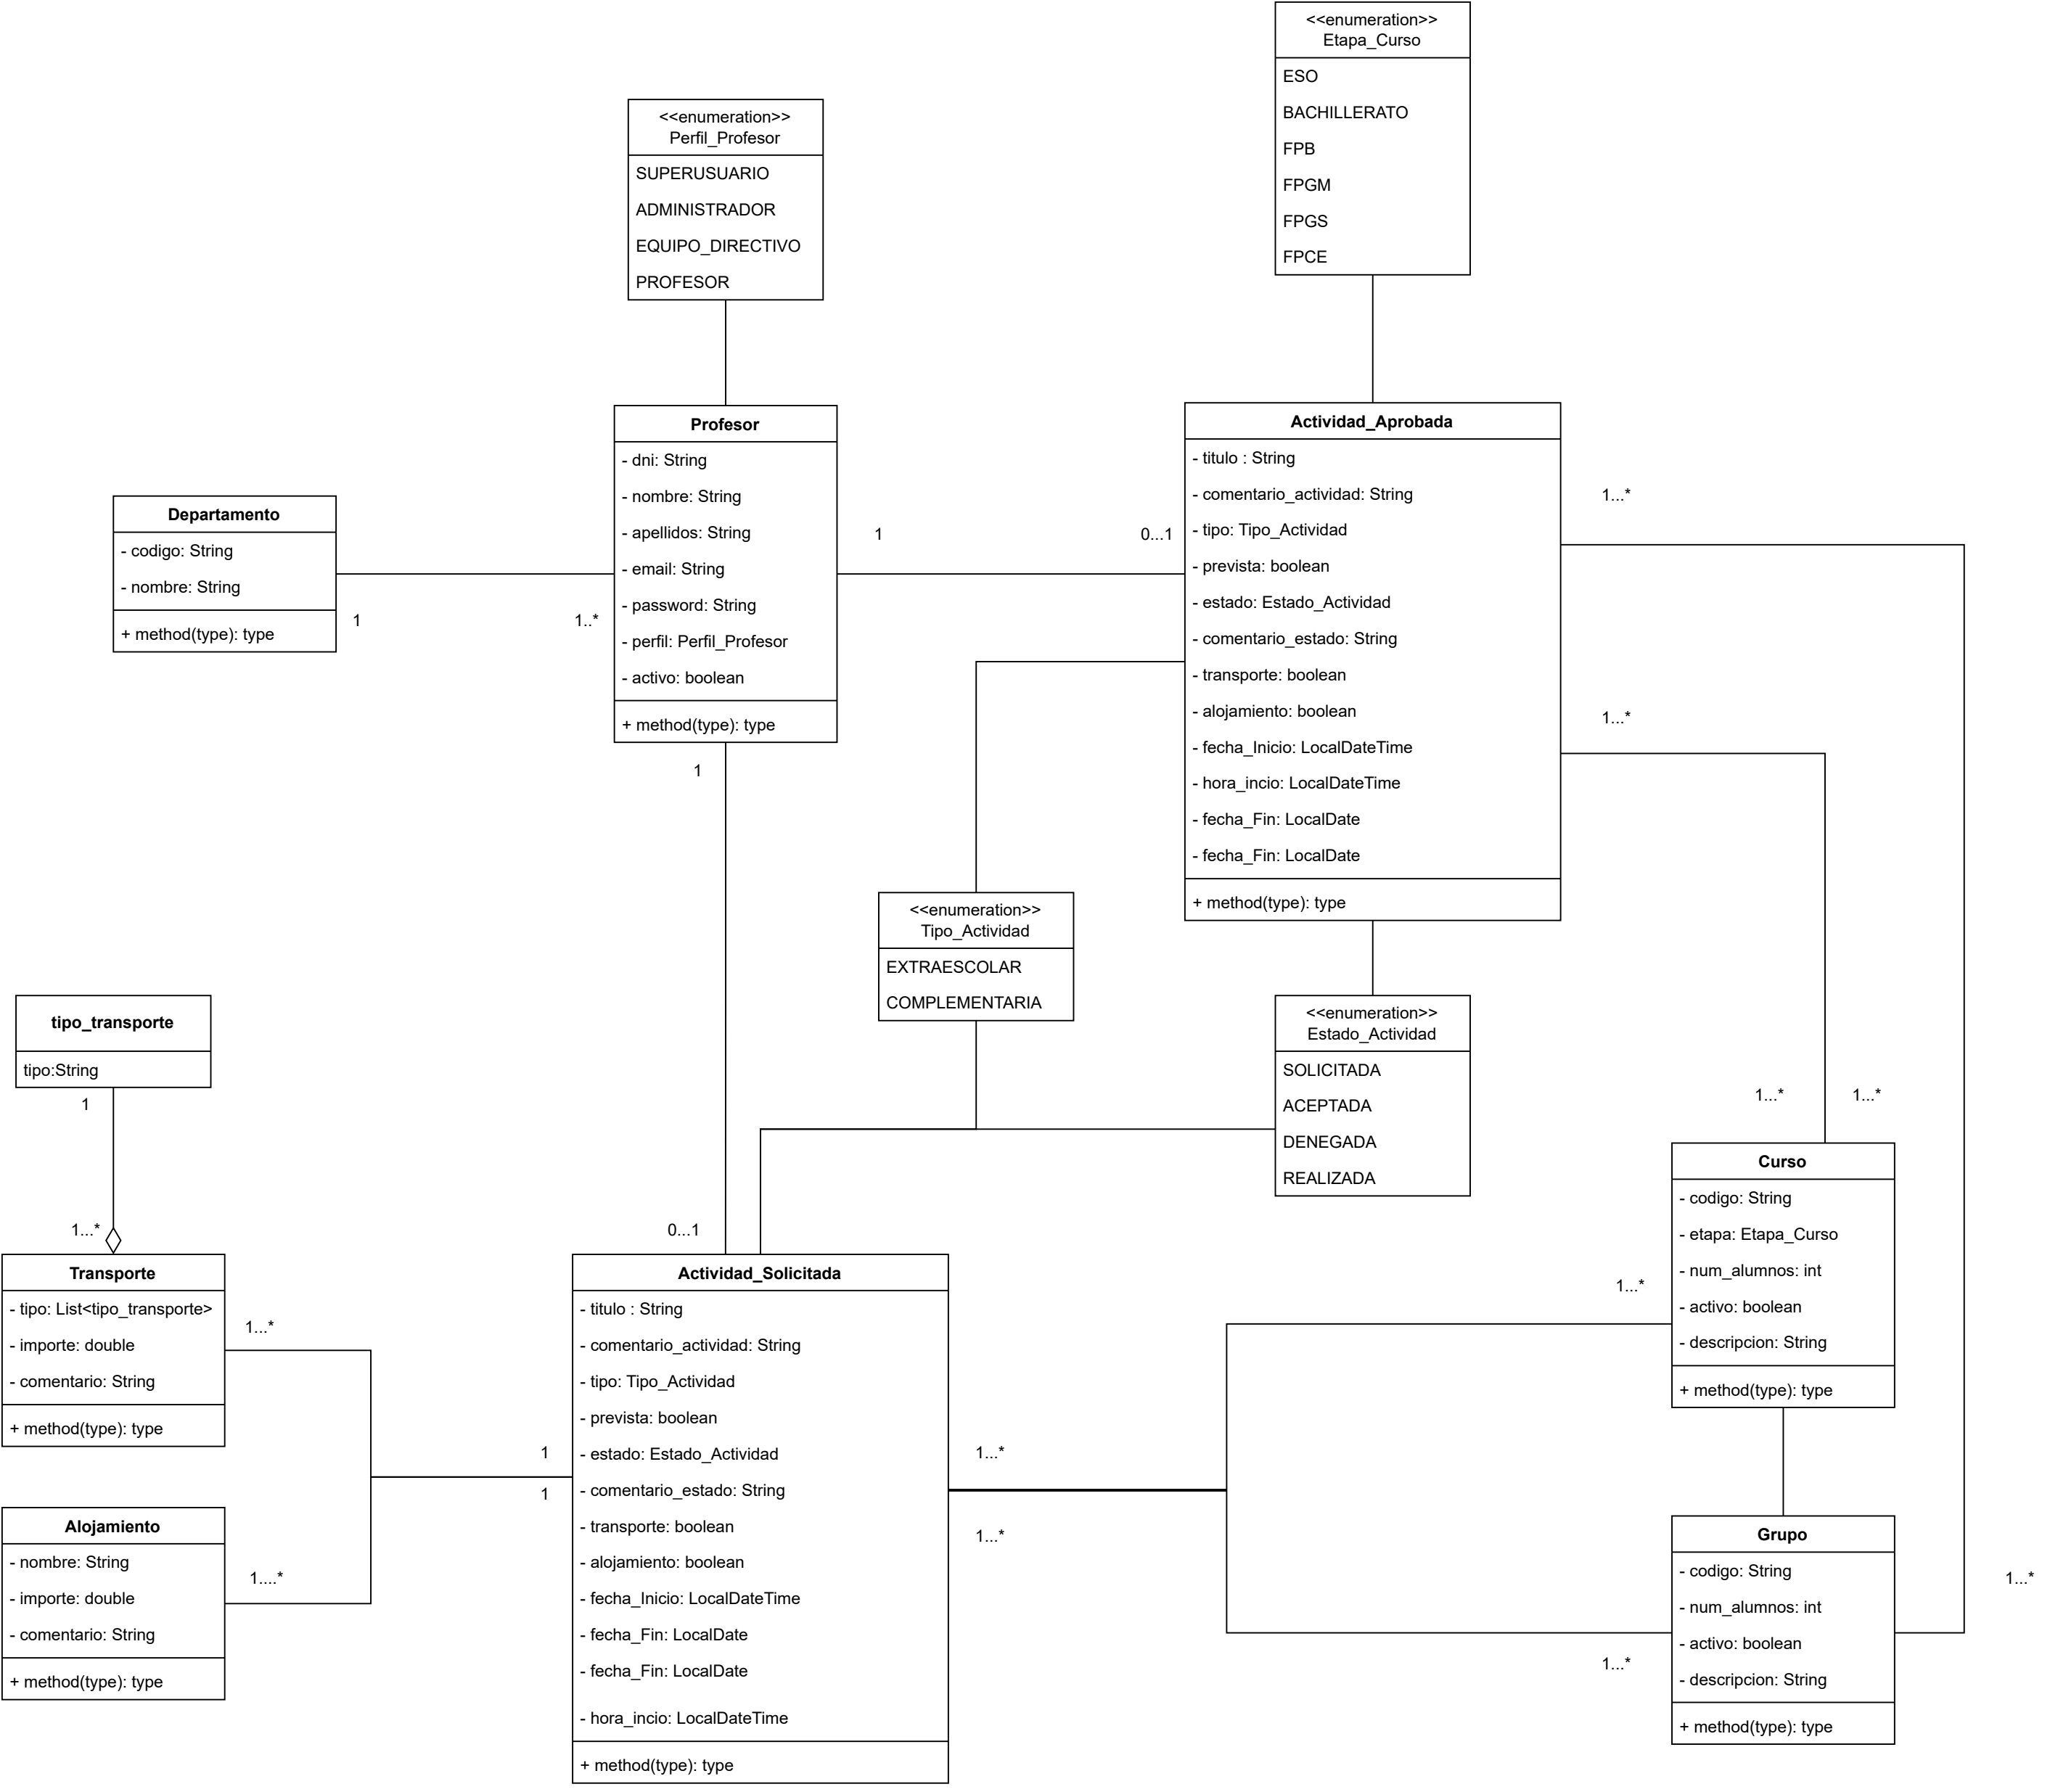 <<enumeration>>
Etapa_Curso
ESO
BACHILLERATO
FPB
FPGM
FPGS
FPCE
<<enumeration>>
Perfil_Profesor
SUPERUSUARIO
ADMINISTRADOR
EQUIPO_DIRECTIVO
PROFESOR
Profesor
- dni: String
- nombre: String
- apellidos: String
- email: String
- password: String
- perfil: Perfil_Profesor
- activo: boolean
+ method(type): type
Actividad_Aprobada
- titulo : String
- comentario_actividad: String
- tipo: Tipo_Actividad
- prevista: boolean
- estado: Estado_Actividad
- comentario_estado: String
- transporte: boolean
- alojamiento: boolean
- fecha_Inicio: LocalDateTime
- hora_incio: LocalDateTime
- fecha_Fin: LocalDate
- fecha_Fin: LocalDate
+ method(type): type
Departamento
- codigo: String
- nombre: String
+ method(type): type
1
1..*
1
0...1
1...*
1...*
1
<<enumeration>>
Tipo_Actividad
EXTRAESCOLAR
COMPLEMENTARIA
<<enumeration>>
Estado_Actividad
SOLICITADA
ACEPTADA
DENEGADA
REALIZADA
tipo_transporte
tipo:String
1
1...*
0...1
1...*
1...*
Transporte
- tipo: List<tipo_transporte>
- importe: double
- comentario: String
+ method(type): type
1...*
Alojamiento
- nombre: String
- importe: double
- comentario: String
+ method(type): type
1....*
1
1
Actividad_Solicitada
- titulo : String
- comentario_actividad: String
- tipo: Tipo_Actividad
- prevista: boolean
- estado: Estado_Actividad
- comentario_estado: String
- transporte: boolean
- alojamiento: boolean
- fecha_Inicio: LocalDateTime
- fecha_Fin: LocalDate
- fecha_Fin: LocalDate
- hora_incio: LocalDateTime
+ method(type): type
1...*
1...*
Curso
- codigo: String
- etapa: Etapa_Curso
- num_alumnos: int
- activo: boolean
- descripcion: String
+ method(type): type
1...*
Grupo
- codigo: String
- num_alumnos: int
- activo: boolean
- descripcion: String
+ method(type): type
1...*
1...*